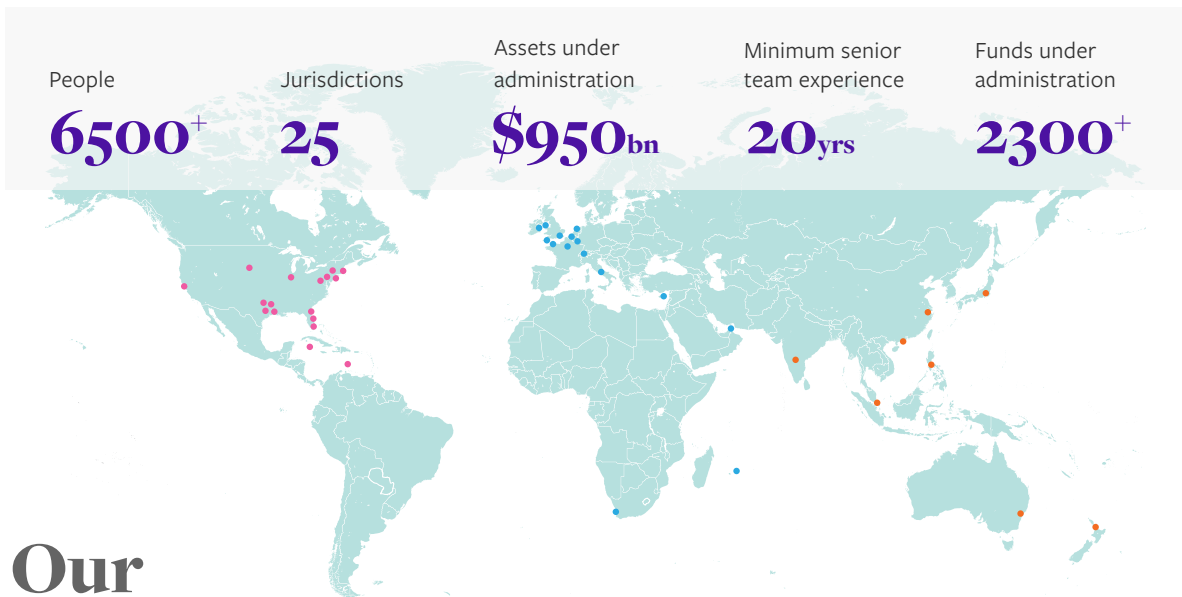 People
6500+
Jurisdictions
25
Assets under
administration
$950bn
Minimum senior
team experience
20yrs
Funds under
administration
2300+
Our